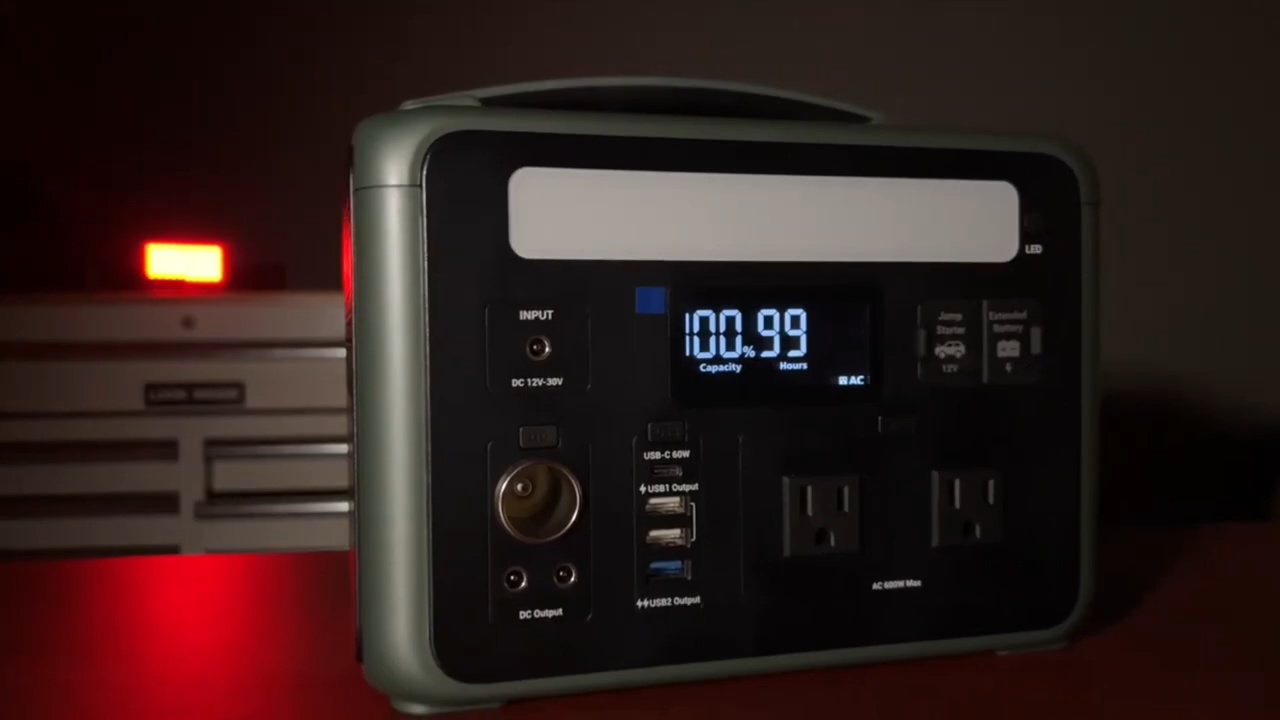 LED
INPUT
DC 12V-30V
100% 99
Capacity Hours
AC
Jump
Starter
12V
Extended
Battery
USB-C 60W
USB1 Output
USB2 Output
DC Output
AC 600W Max